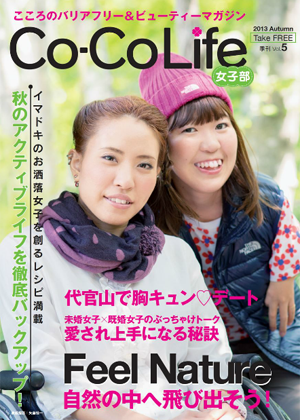 こころのバリアフリー&ビューティーマガジン
Co-CoLife
女子部
2013 Autumn
Take FREE
季刊 Vol.5
イマドキのお洒落女子を創るレシピ満載
秋のアクティブライフを徹底バックアップ!!
THE NORTH FACE
代官山で胸キュン♡デート
未婚女子×既婚女子のぶっちゃけトーク
愛され上手になる秘訣
Feel Nature
自然の中へ飛び出そう!